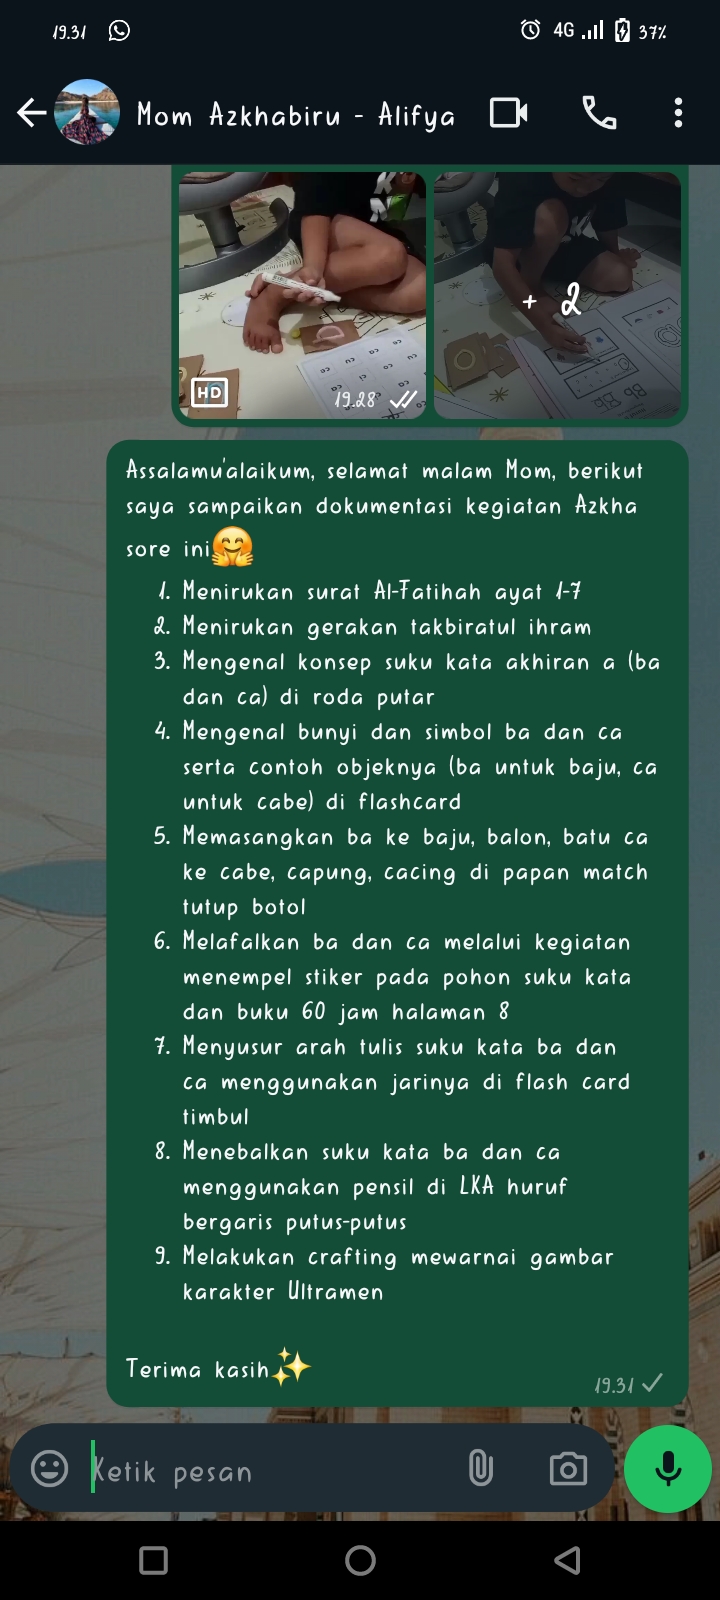 19.31
4G 37%
Mom Azkhabiru - Alifya
+ 2
HD
19.28
Assalamu'alaikum, selamat malam Mom, berikut
saya sampaikan dokumentasi kegiatan Azkha
sore ini🤗
1. Menirukan surat Al-Fatihah ayat 1-7
2. Menirukan gerakan takbiratul ihram
3. Mengenal konsep suku kata akhiran a (ba
dan ca) di roda putar
4. Mengenal bunyi dan simbol ba dan ca
serta contoh objeknya (ba untuk baju, ca
untuk cabe) di flashcard
5. Memasangkan ba ke baju, balon, batu ca
ke cabe, capung, cacing di papan match
tutup botol
6. Melafalkan ba dan ca melalui kegiatan
menempel stiker pada pohon suku kata
dan buku 60 jam halaman 8
7. Menyusur arah tulis suku kata ba dan
ca menggunakan jarinya di flash card
timbul
8. Menebalkan suku kata ba dan ca
menggunakan pensil di LKA huruf
bergaris putus-putus
9. Melakukan crafting mewarnai gambar
karakter Ultramen
Terima kasih✨
19.31
Ketik pesan